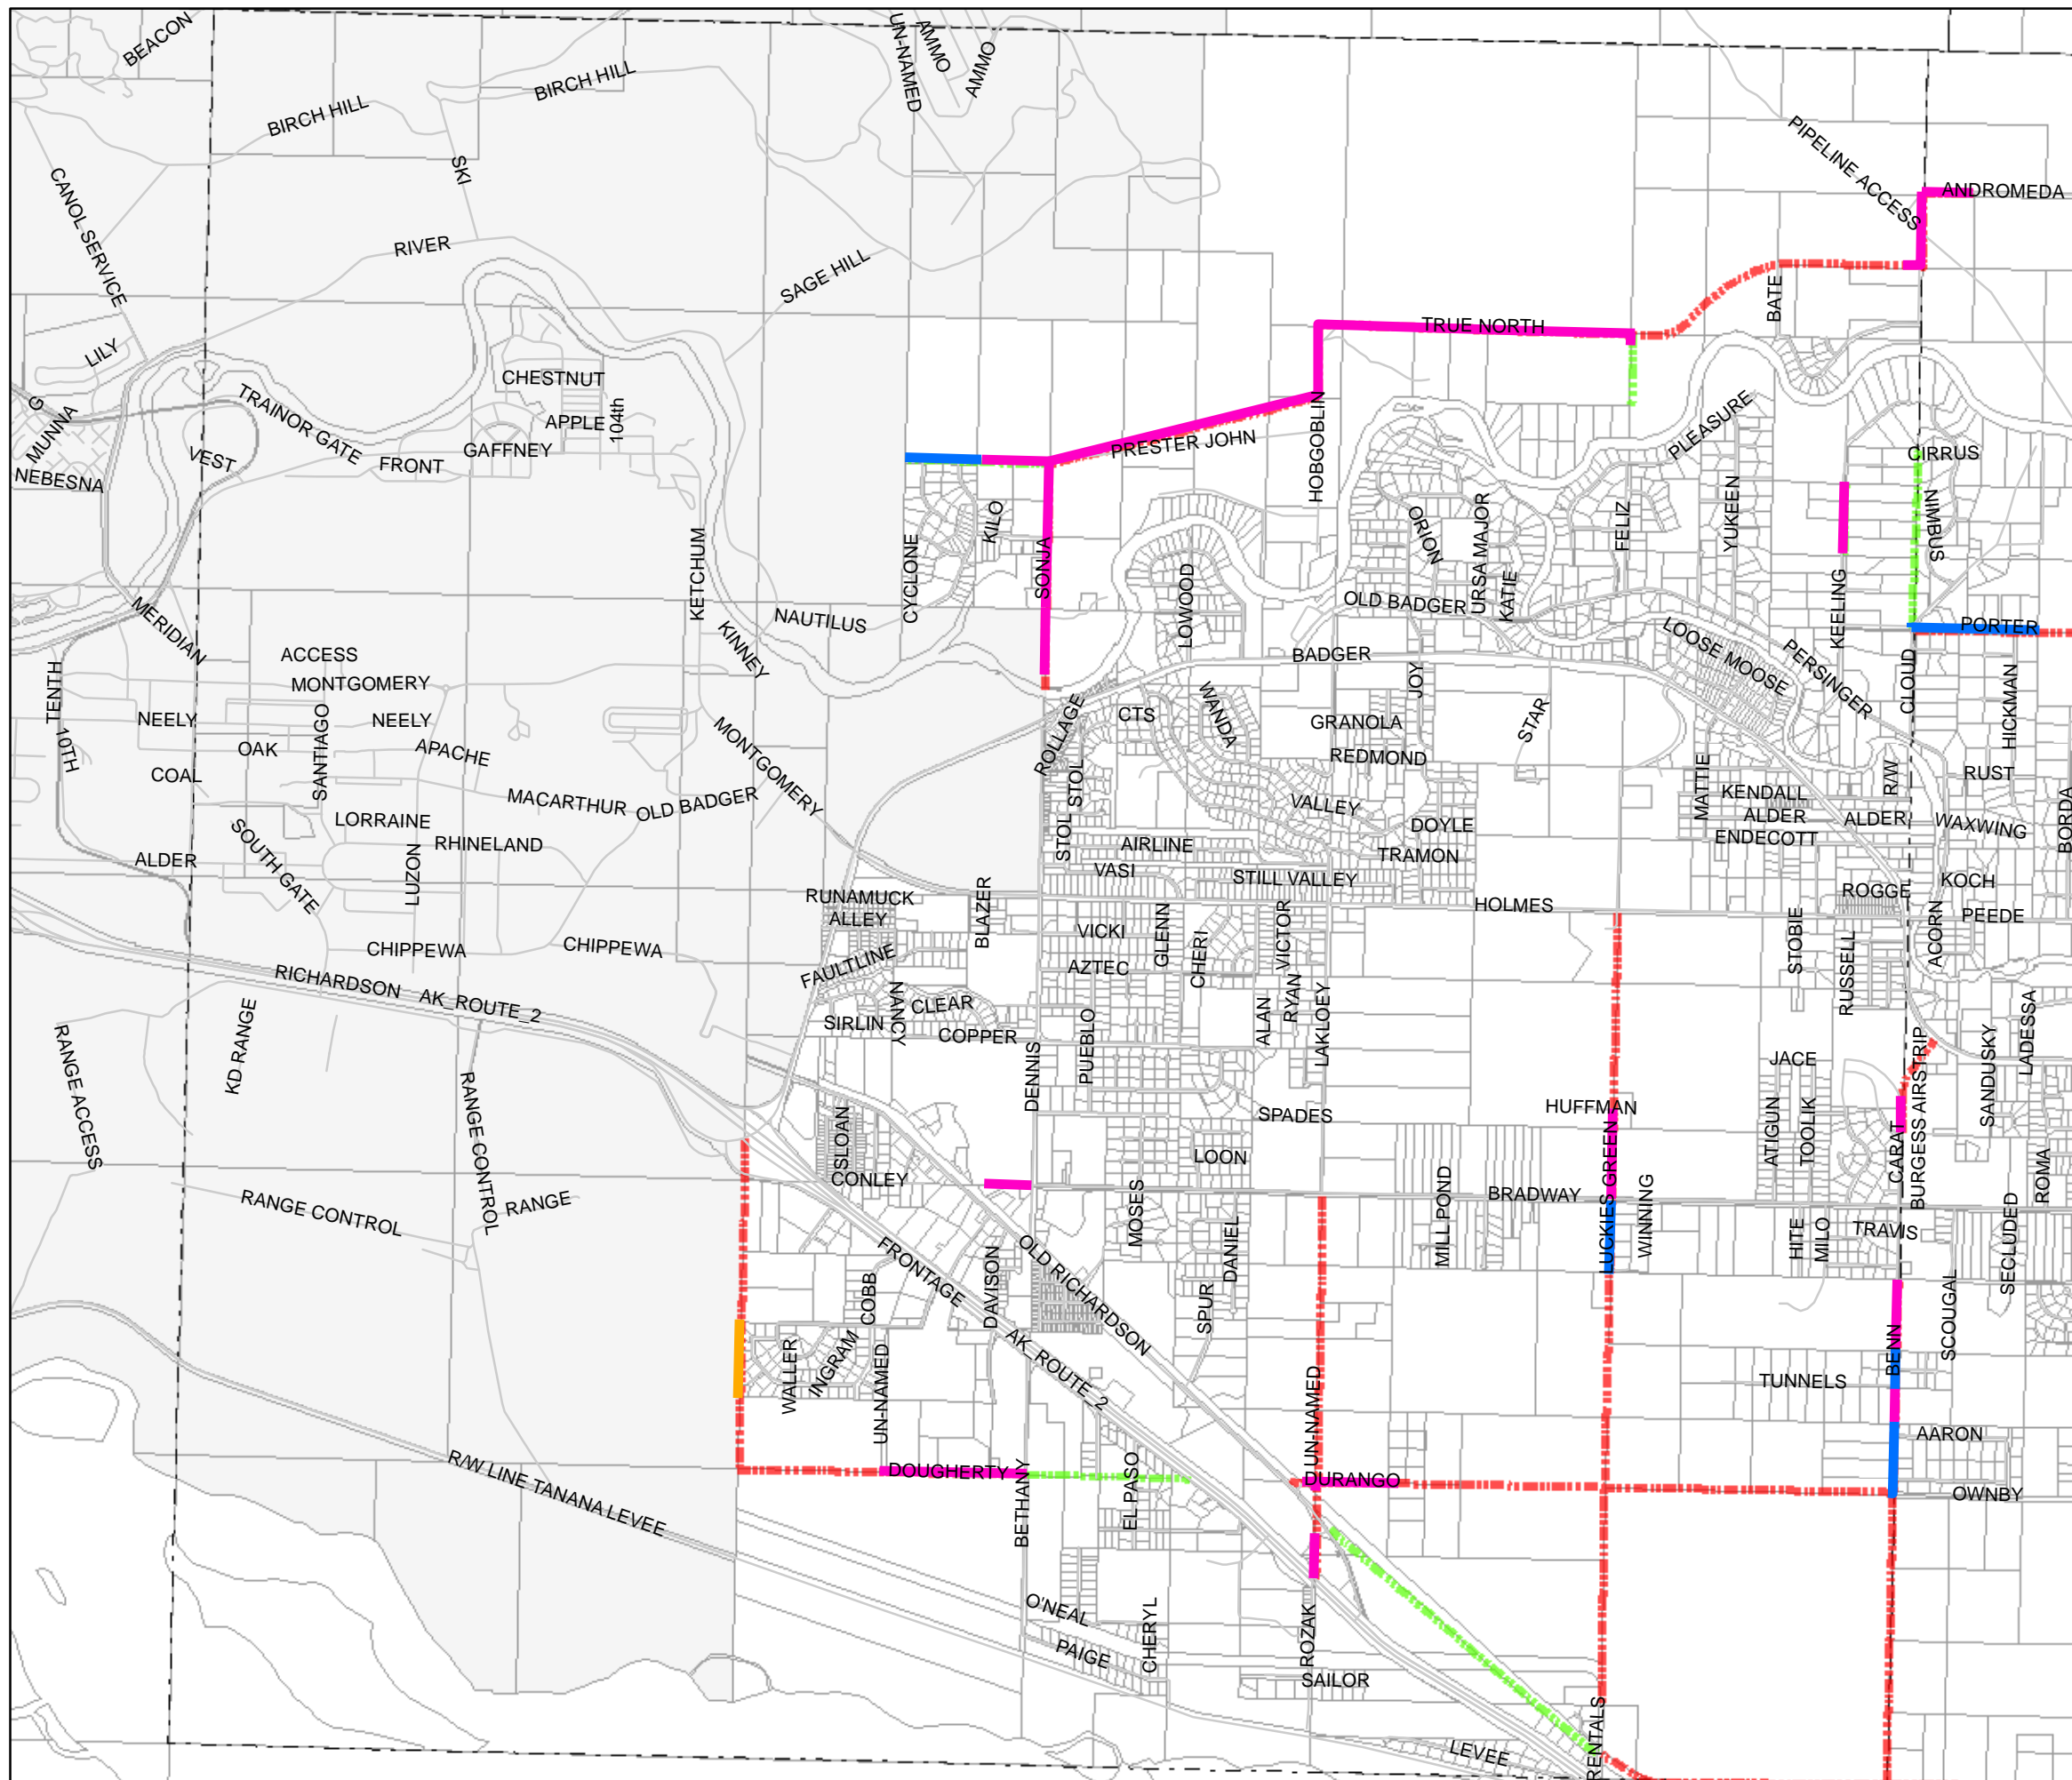 BEACON
UN-NAMED
AMMO
AMMO
BIRCH HILL
BIRCH HILL
SKI
PIPELINE ACCESS
ANDROMEDA
CANOL SERVICE
RIVER
SAGE HILL
BATE
TRUE NORTH
LILY
CHESTNUT
G
MUNNA
TRAINOR GATE
APPLE
104th
GAFFNEY
VEST
FRONT
NEBESNA
PRESTER JOHN
HOBGOBLIN
PLEASURE
CIRRUS
NIMBUS
KILO
CYCLONE
SONJA
ORION
URSA MAJOR
FELIZ
YUKEEN
KETCHUM
LOWOOD
KATIE
KEELING
OLD BADGER
MERIDIAN
NAUTILUS
KINNEY
PORTER
LOOSE MOOSE
PERSINGER
BADGER
ACCESS
MONTGOMERY
TENTH
JOY
CLOUD
HICKMAN
NEELY
SANTIAGO
NEELY
CTS
WANDA
GRANOLA
STAR
ROLLAGE
10TH
OAK
APACHE
MONTGOMERY
REDMOND
COAL
STOL
MATTIE
KENDALL
R/W
RUST
MACARTHUR
OLD BADGER
VALLEY
ALDER
ALDER
WAXWING
BORDA
LORRAINE
SOUTH GATE
RHINELAND
STOL
AIRLINE
DOYLE
ENDECOTT
TRAMON
ALDER
LUZON
VASI
STILL VALLEY
KOCH
ROGGE
RUNAMUCK
ALLEY
BLAZER
HOLMES
PEEDE
CHIPPEWA
CHIPPEWA
VICKI
GLENN
CHERI
VICTOR
STOBIE
RUSSELL
ACORN
FAULTLINE
AZTEC
RICHARDSON
AK_ROUTE_2
NANCY
CLEAR
RYAN
ALAN
LAKLOEY
SIRLIN
COPPER
LADESSA
RANGE ACCESS
KD RANGE
PUEBLO
DENNIS
JACE
SANDUSKY
RANGE CONTROL
SLOAN
SPADES
HUFFMAN
ATIGUN
TOOLIK
BURGESS AIRSTRIP
CARAT
LOON
LUCKIES GREEN
CONLEY
BRADWAY
ROMA
RANGE CONTROL
RANGE
MOSES
MILL POND
WINNING
DANIEL
HITE
MILO
TRAVIS
SECLUDED
FRONTAGE
OLD RICHARDSON
DAVISON
COBB
SPUR
SCOUGAL
AK_ROUTE_2
BENN
WALLER
INGRAM
UN-NAMED
UN-NAMED
TUNNELS
AARON
R/W LINE TANANA LEVEE
DOUGHERTY
BETHANY
EL PASO
DURANGO
OWNBY
O'NEAL
PAIGE
CHERYL
ROZAK
SAILOR
LEVEE
RENTALS